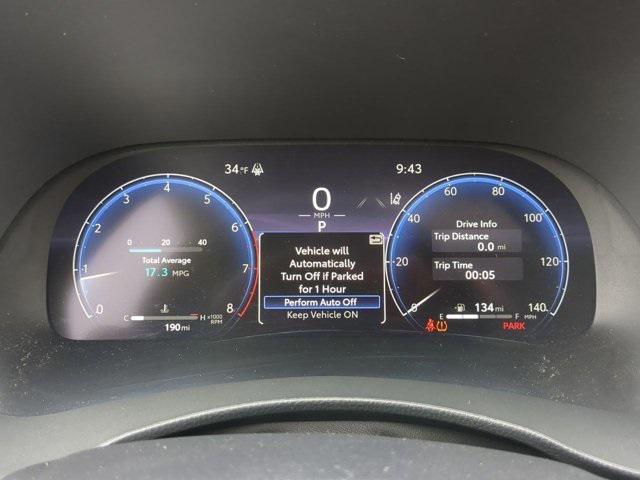 34°F
9:43
0
MPH
P
0 1 2 3 4 5 6 7 8
x1000
RPM
0 20 40
Total Average
17.3 MPG
C H
190 mi
Vehicle will
Automatically
Turn Off if Parked
for 1 Hour
Perform Auto Off
Keep Vehicle ON
0 20 40 60 80 100 120 140
MPH
Drive Info
Trip Distance
0.0 mi
Trip Time
00:05
134 mi
E F
PARK